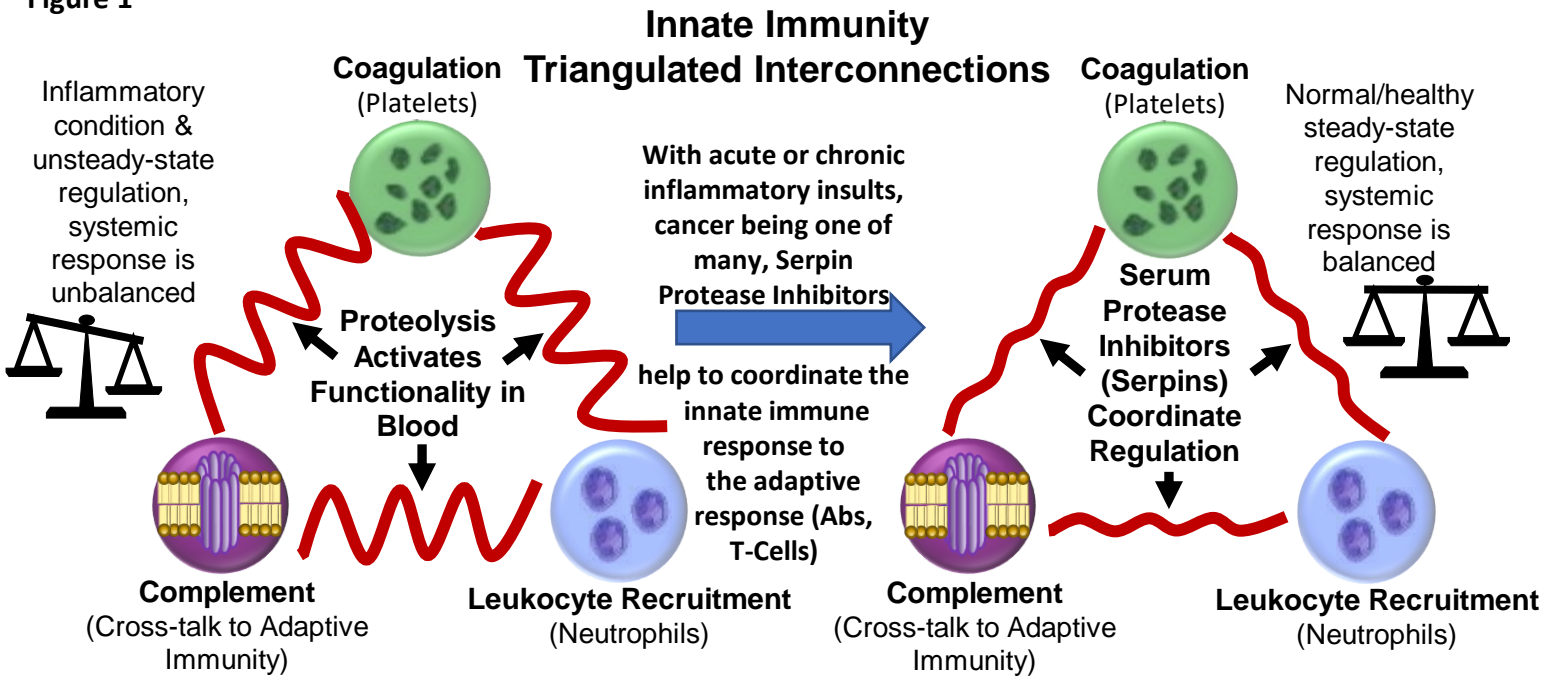 Figure 1
Innate Immunity
Triangulated Interconnections
Inflammatory
condition &
unsteady-state
regulation,
systemic
response is
unbalanced
Coagulation
(Platelets)
Proteolysis
Activates
Functionality in
Blood
Complement
(Cross-talk to Adaptive
Immunity)
Leukocyte Recruitment
(Neutrophils)
With acute or chronic
inflammatory insults,
cancer being one of
many, Serpin
Protease Inhibitors
help to coordinate the
innate immune
response to
the adaptive
response (Abs,
T-Cells)
Coagulation
(Platelets)
Normal/healthy
steady-state
regulation,
systemic
response is
balanced
Serum
Protease
Inhibitors
(Serpins)
Coordinate
Regulation
Complement
(Cross-talk to Adaptive
Immunity)
Leukocyte Recruitment
(Neutrophils)